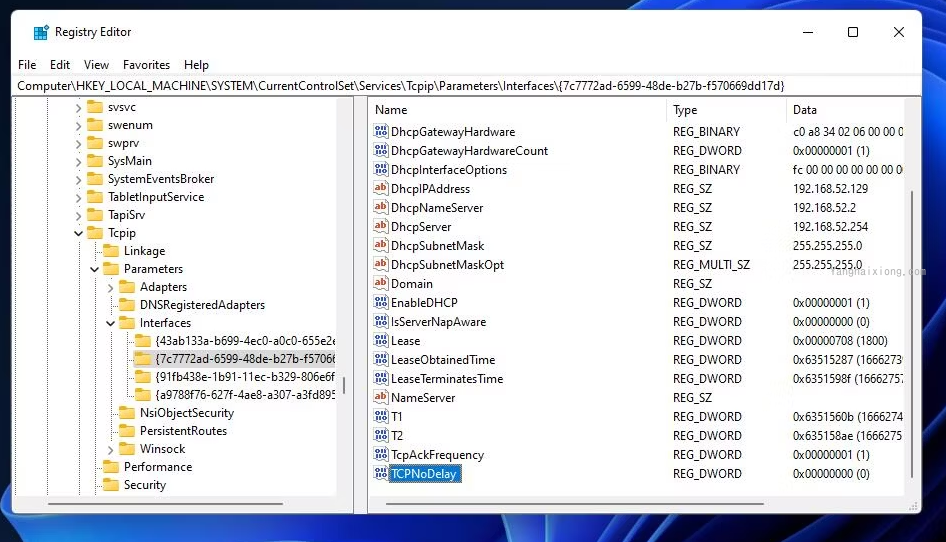 Registry Editor
File Edit View Favorites Help
Computer\HKEY_LOCAL_MACHINE\SYSTEM\CurrentControlSet\Services\Tcpip\Parameters\Interfaces\{7c7772ad-6599-48de-b27b-f570669dd17d}
svsvc
swenum
swprv
SysMain
SystemEventsBroker
TabletInputService
TapiSrv
Tcpip
Linkage
Parameters
Adapters
DNSRegisteredAdapters
Interfaces
{43ab133a-b699-4ec0-a0c0-655e2e
{7c7772ad-6599-48de-b27b-f5706
{91fb438e-1b91-11ec-b329-806e6f
{a9788f76-627f-4ae8-a307-a3fd895
NsiObjectSecurity
PersistentRoutes
Winsock
Performance
Security
Name Type Data
DhcpGatewayHardware REG_BINARY c0 a8 34 02 06 00 00 0
DhcpGatewayHardwareCount REG_DWORD 0x00000001 (1)
DhcpInterfaceOptions REG_BINARY fc 00 00 00 00 00 00 0
DhcpIPAddress REG_SZ 192.168.52.129
DhcpNameServer REG_SZ 192.168.52.2
DhcpServer REG_SZ 192.168.52.254
DhcpSubnetMask REG_SZ 255.255.255.0
DhcpSubnetMaskOpt REG_MULTI_SZ 255.255.255.0
Domain REG_SZ
EnableDHCP REG_DWORD 0x00000001 (1)
IsServerNapAware REG_DWORD 0x00000000 (0)
Lease REG_DWORD 0x00000708 (1800)
LeaseObtainedTime REG_DWORD 0x63515287 (1666273
LeaseTerminatesTime REG_DWORD 0x6351598f (16662757
NameServer REG_SZ
T1 REG_DWORD 0x6351560b (1666274
T2 REG_DWORD 0x635158ae (1666275
TcpAckFrequency REG_DWORD 0x00000001 (1)
TCPNoDelay REG_DWORD 0x00000000 (0)